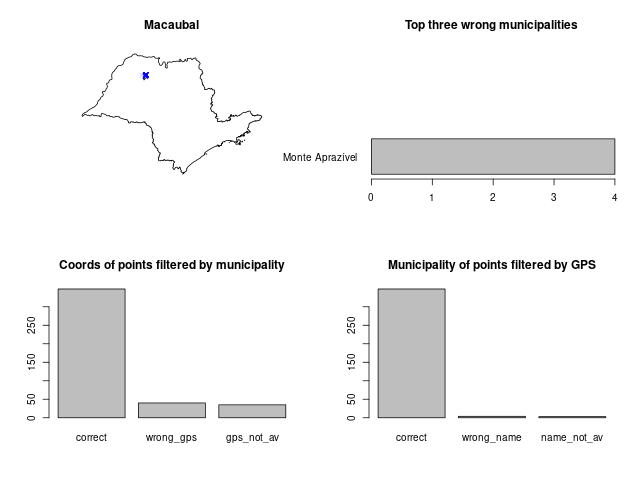 Macaubal
Top three wrong municipalities
Monte Aprazível
0 1 2 3 4
Coords of points filtered by municipality
0 50 150 250
correct wrong_gps gps_not_av
Municipality of points filtered by GPS
0 50 150 250
correct wrong_name name_not_av